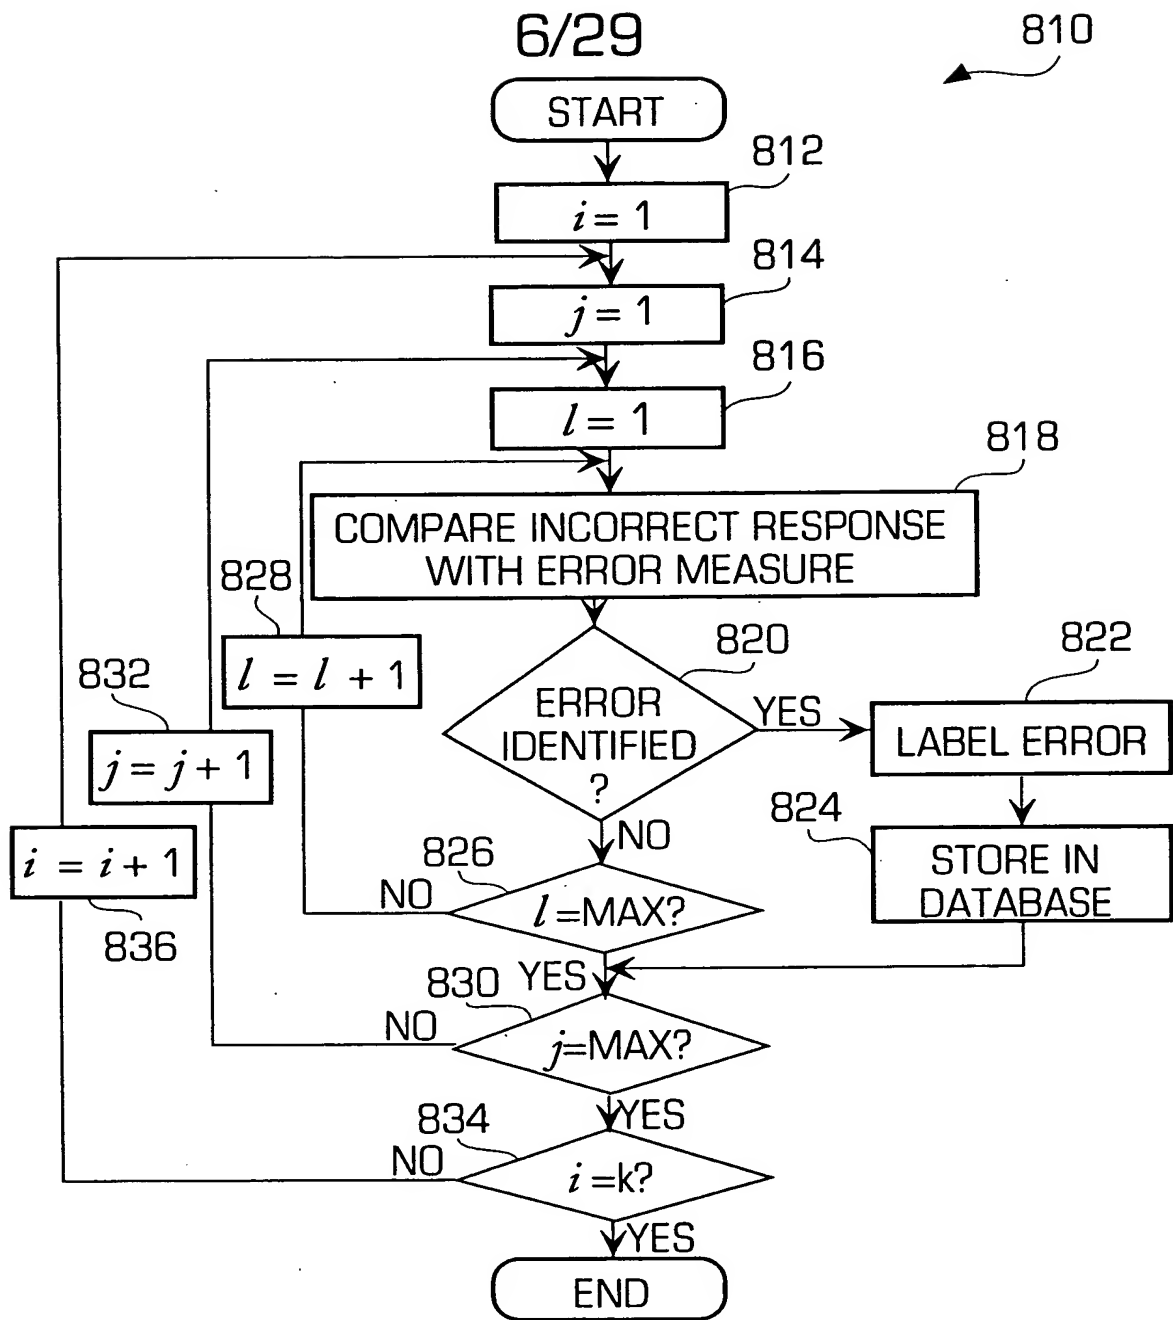 6/29
810
START
812
i = 1
814
j = 1
816
l = 1
818
COMPARE INCORRECT RESPONSE
WITH ERROR MEASURE
828
l = l + 1
820
ERROR
IDENTIFIED
?
YES
822
LABEL ERROR
832
j = j + 1
NO
824
STORE IN
DATABASE
i = i + 1
836
826
NO
l =MAX?
YES
830
NO
j=MAX?
YES
834
NO
i =k?
YES
END